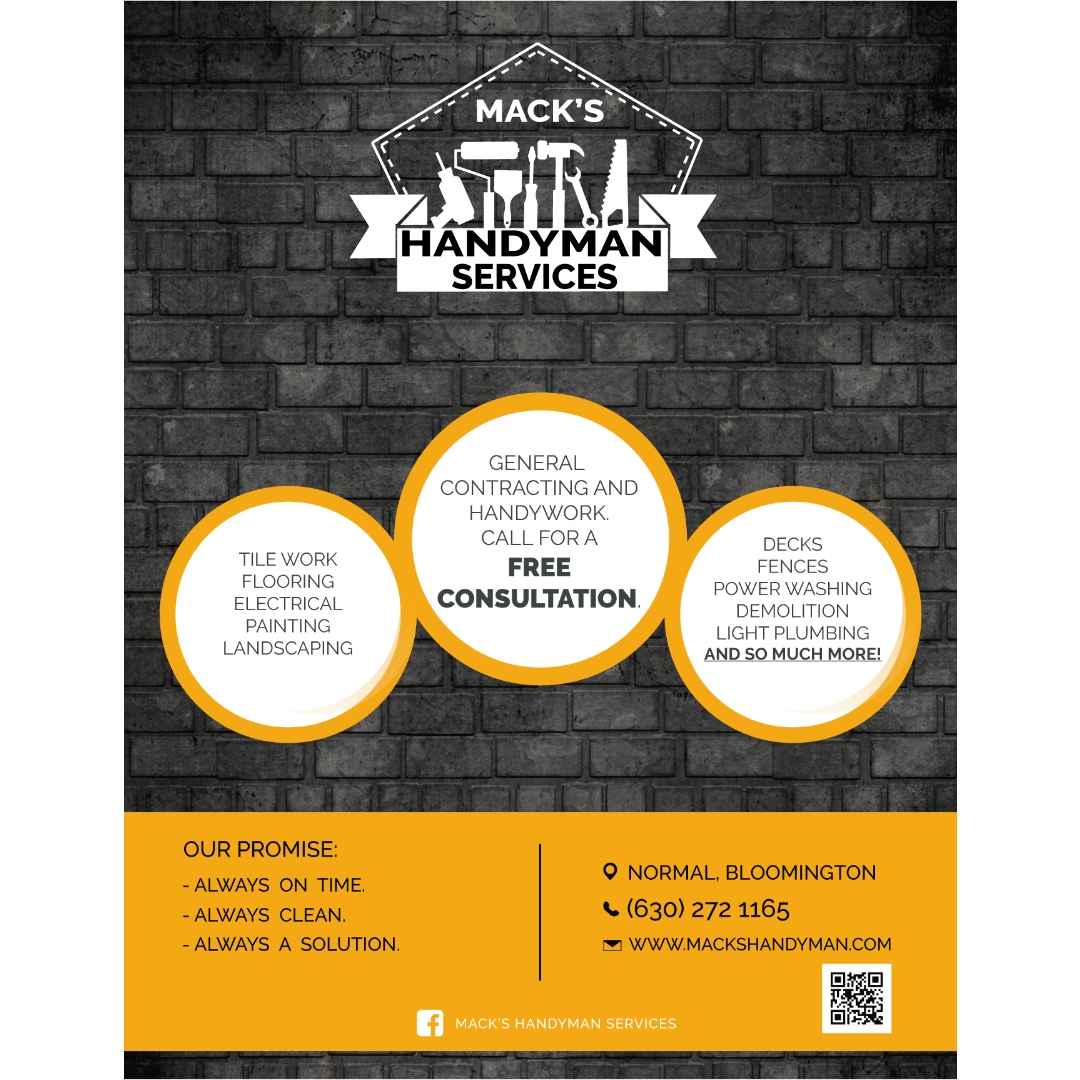 MACK'S
HANDYMAN
SERVICES
GENERAL
CONTRACTING AND
HANDYWORK.
CALL FOR A
FREE
CONSULTATION.
TILE WORK
FLOORING
ELECTRICAL
PAINTING
LANDSCAPING
DECKS
FENCES
POWER WASHING
DEMOLITION
LIGHT PLUMBING
AND SO MUCH MORE!
OUR PROMISE:
- ALWAYS ON TIME.
- ALWAYS CLEAN.
- ALWAYS A SOLUTION.
NORMAL, BLOOMINGTON
(630) 272 1165
WWW.MACKSHANDYMAN.COM
MACK'S HANDYMAN SERVICES